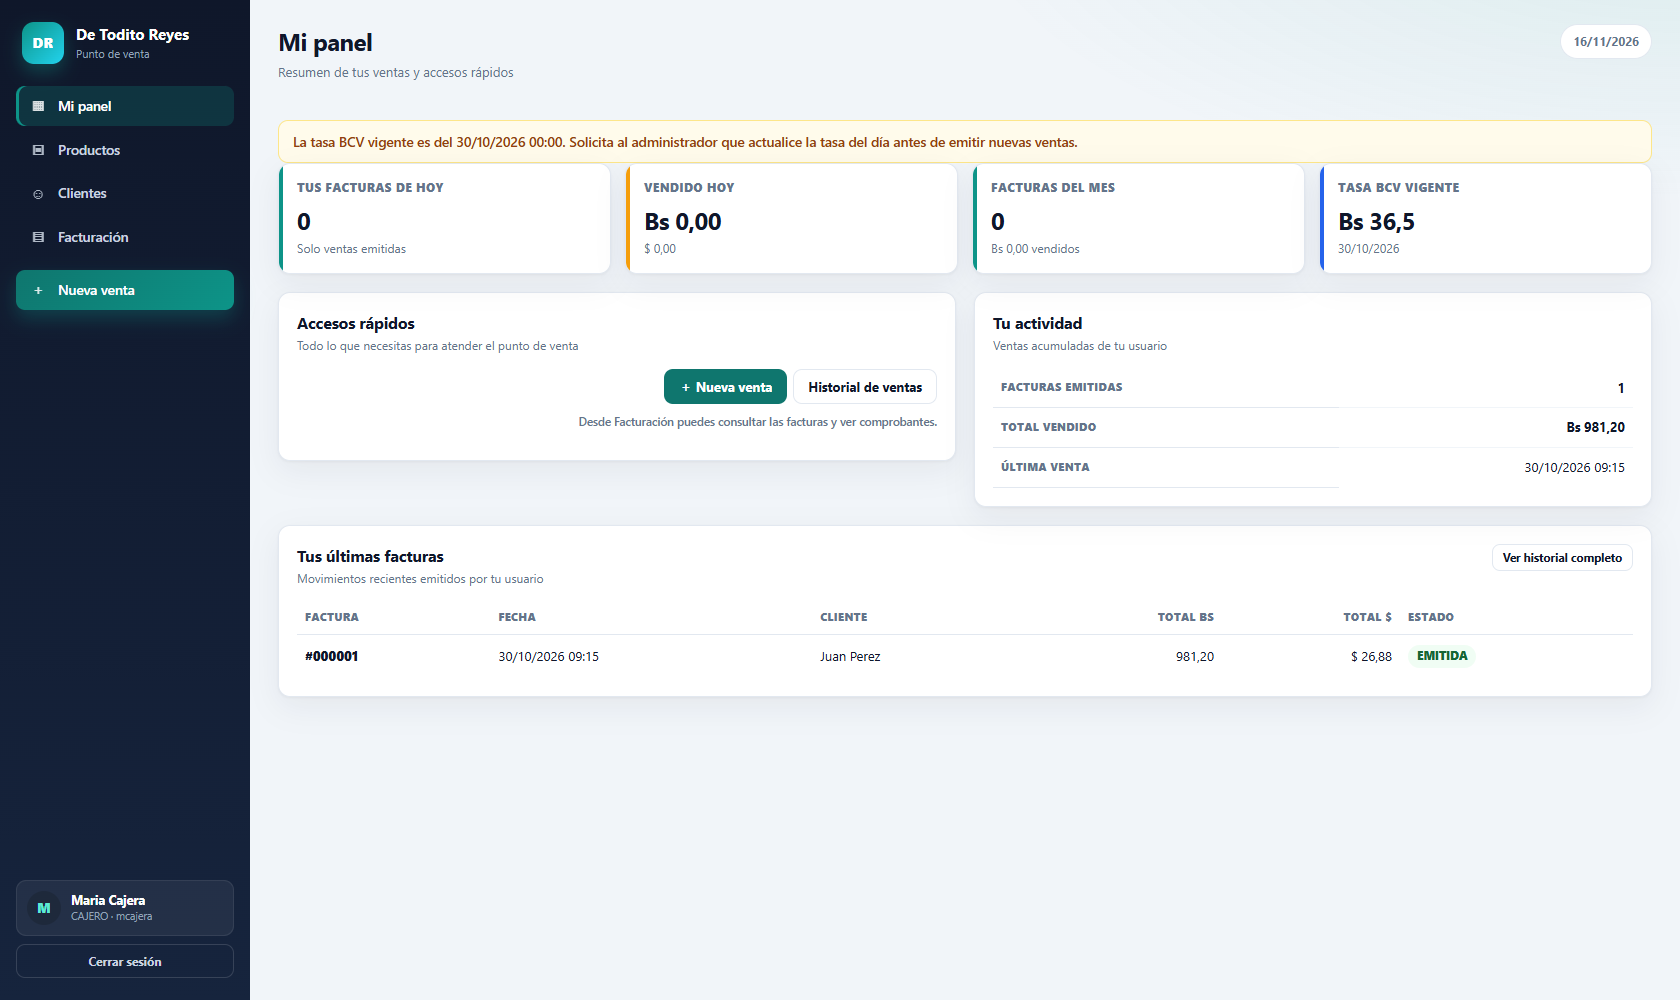 DR
De Todito Reyes
Punto de venta
Mi panel
Productos
Clientes
Facturación
+ Nueva venta
Maria Cajera
M
CAJERO · mcajera
Cerrar sesión
Mi panel
16/11/2026
Resumen de tus ventas y accesos rápidos
La tasa BCV vigente es del 30/10/2026 00:00. Solicita al administrador que actualice la tasa del día antes de emitir nuevas ventas.
TUS FACTURAS DE HOY
0
Solo ventas emitidas
VENDIDO HOY
Bs 0,00
$ 0,00
FACTURAS DEL MES
0
Bs 0,00 vendidos
TASA BCV VIGENTE
Bs 36,5
30/10/2026
Accesos rápidos
Todo lo que necesitas para atender el punto de venta
+ Nueva venta
Historial de ventas
Desde Facturación puedes consultar las facturas y ver comprobantes.
Tu actividad
Ventas acumuladas de tu usuario
FACTURAS EMITIDAS 1
TOTAL VENDIDO Bs 981,20
ÚLTIMA VENTA 30/10/2026 09:15
Tus últimas facturas
Ver historial completo
Movimientos recientes emitidos por tu usuario
FACTURA FECHA CLIENTE TOTAL BS TOTAL $ ESTADO
#000001 30/10/2026 09:15 Juan Perez 981,20 $ 26,88 EMITIDA